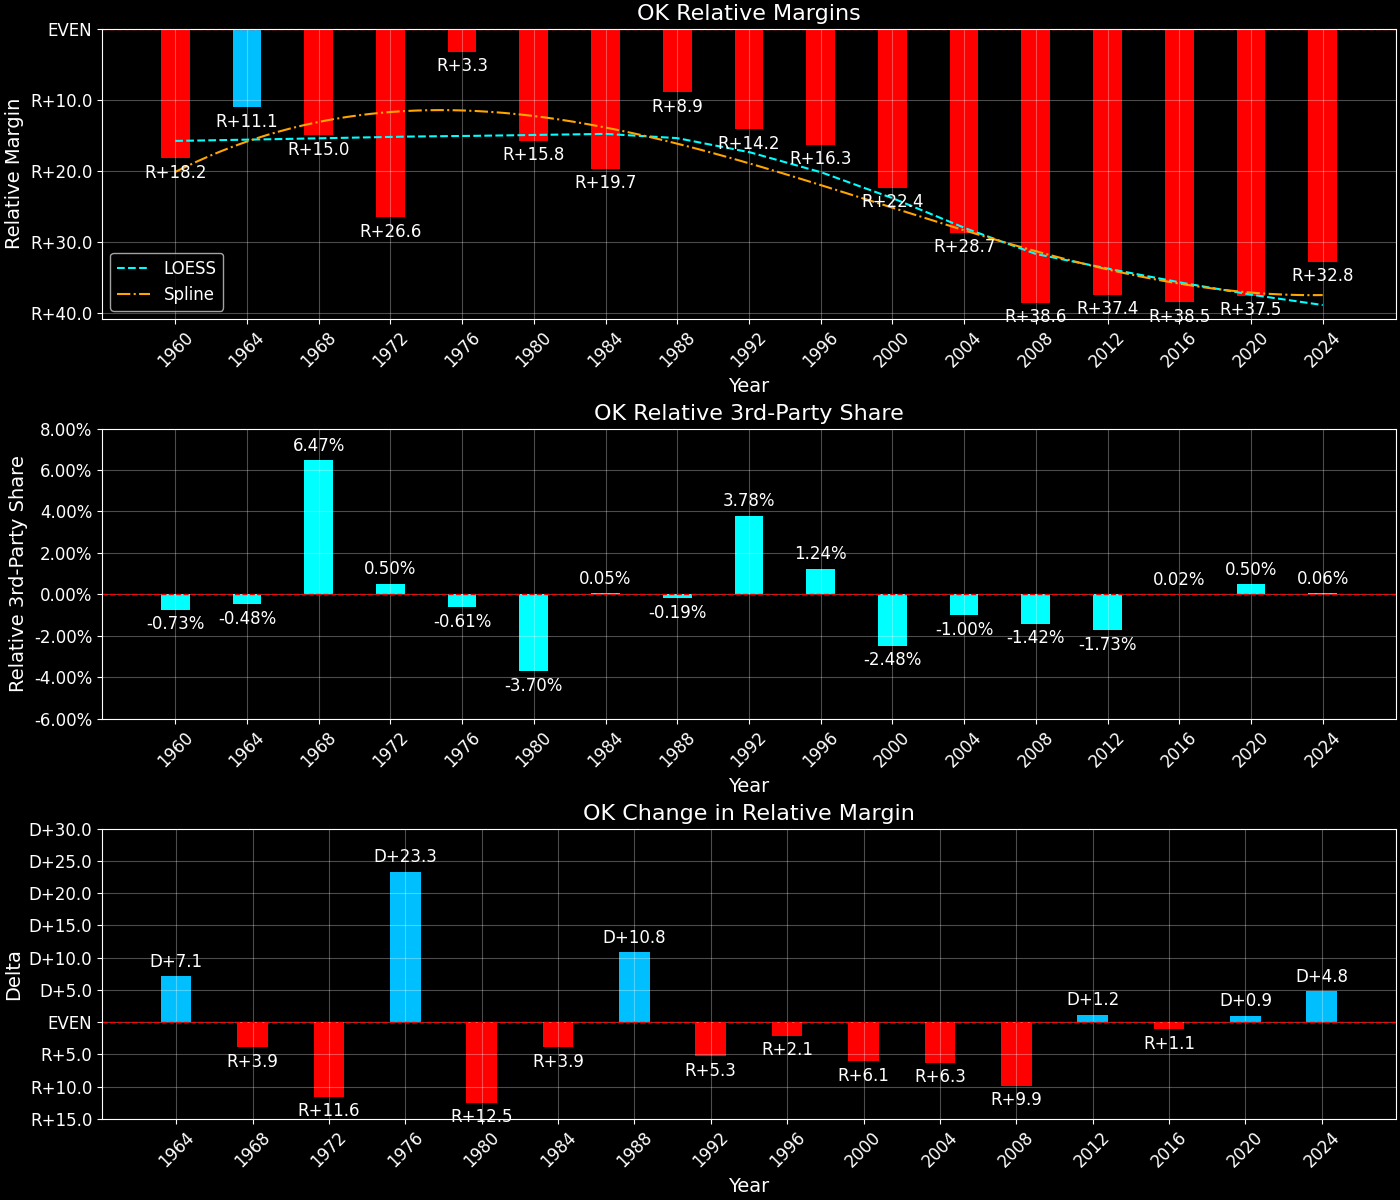 OK Relative Margins
Relative Margin
EVEN
R+10.0
R+20.0
R+30.0
R+40.0
R+18.2
R+11.1
R+15.0
R+26.6
R+3.3
R+15.8
R+19.7
R+8.9
R+14.2
R+16.3
R+22.4
R+28.7
R+38.6
R+37.4
R+38.5
R+37.5
R+32.8
LOESS
Spline
1960 1964 1968 1972 1976 1980 1984 1988 1992 1996 2000 2004 2008 2012 2016 2020 2024
Year
OK Relative 3rd-Party Share
Relative 3rd-Party Share
8.00%
6.00%
4.00%
2.00%
0.00%
-2.00%
-4.00%
-6.00%
-0.73%
-0.48%
6.47%
0.50%
-0.61%
-3.70%
0.05%
-0.19%
3.78%
1.24%
-2.48%
-1.00%
-1.42%
-1.73%
0.02%
0.50%
0.06%
1960 1964 1968 1972 1976 1980 1984 1988 1992 1996 2000 2004 2008 2012 2016 2020 2024
Year
OK Change in Relative Margin
Delta
D+30.0
D+25.0
D+20.0
D+15.0
D+10.0
D+5.0
EVEN
R+5.0
R+10.0
R+15.0
D+7.1
R+3.9
R+11.6
D+23.3
R+12.5
R+3.9
D+10.8
R+5.3
R+2.1
R+6.1
R+6.3
R+9.9
D+1.2
R+1.1
D+0.9
D+4.8
1964 1968 1972 1976 1980 1984 1988 1992 1996 2000 2004 2008 2012 2016 2020 2024
Year